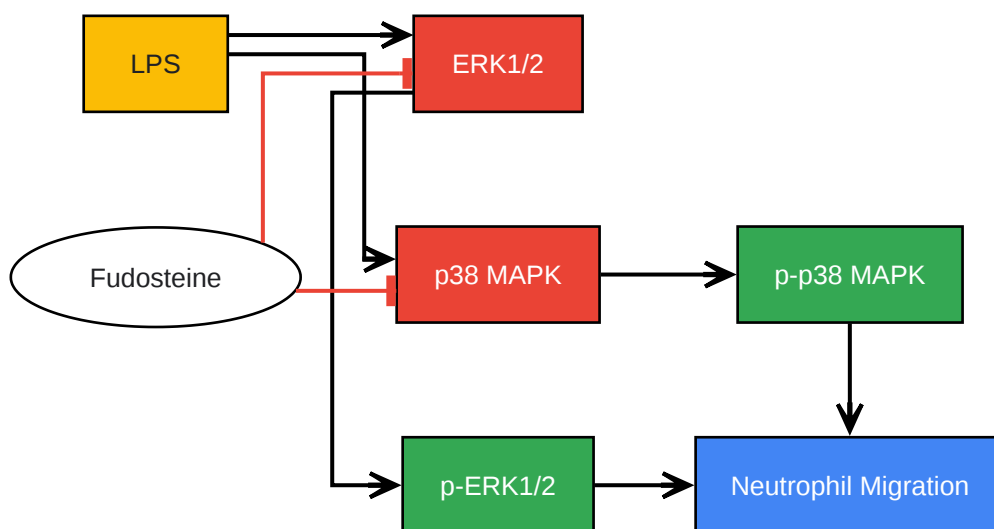 LPS
ERK1/2
Fudosteine
p38 MAPK
p-p38 MAPK
p-ERK1/2
Neutrophil Migration